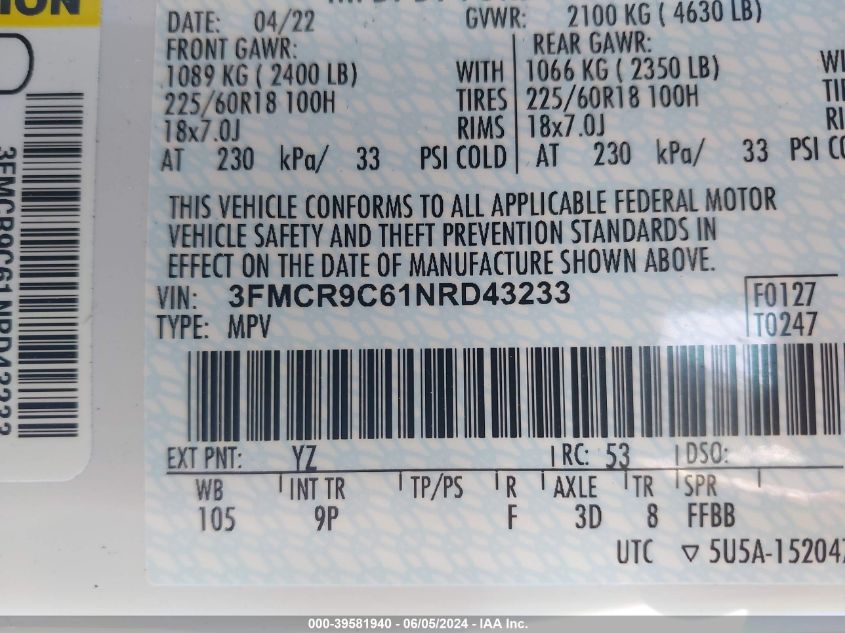 DATE: 04/22 GVWR: 2100 KG ( 4630 LB)
FRONT GAWR: REAR GAWR:
1089 KG ( 2400 LB) WITH 1066 KG ( 2350 LB)
225/60R18 100H TIRES 225/60R18 100H
18x7.0J RIMS 18x7.0J
AT 230 kPa/ 33 PSI COLD AT 230 kPa/ 33 PSI CO
THIS VEHICLE CONFORMS TO ALL APPLICABLE FEDERAL MOTOR
VEHICLE SAFETY AND THEFT PREVENTION STANDARDS IN
EFFECT ON THE DATE OF MANUFACTURE SHOWN ABOVE.
VIN: 3FMCR9C61NRD43233 F0127
TYPE: MPV T0247
EXT PNT: YZ RC: 53 DSO:
WB INT TR TP/PS R AXLE TR SPR
105 9P F 3D 8 FFBB
UTC ▽ 5U5A-152047
3FMCR9C61NRD43233
000-39581940 - 06/05/2024 - IAA Inc.